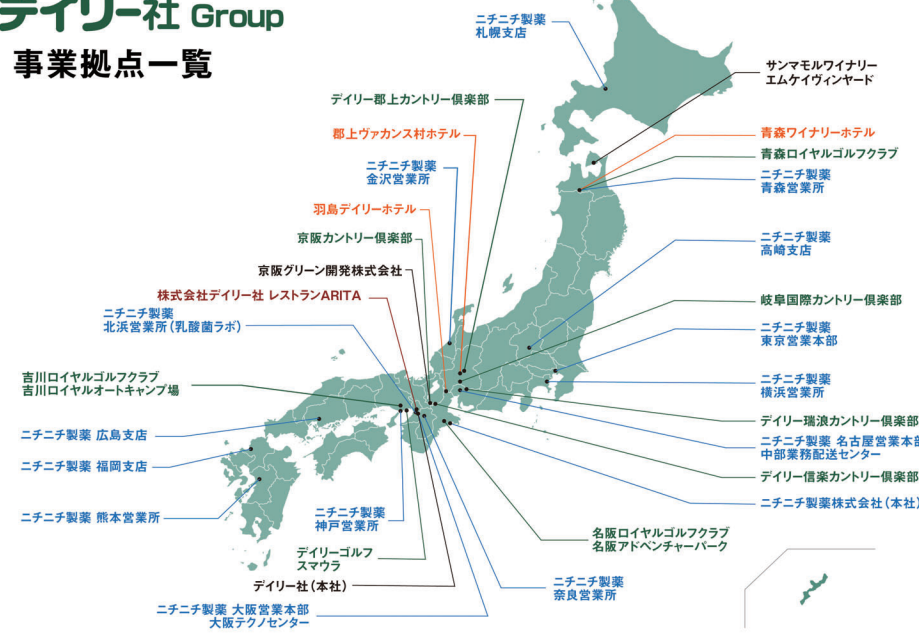 デイリー社 Group
事業拠点一覧
ニチニチ製薬
札幌支店
サンマモルワイナリー
エムケイヴィンヤード
デイリー郡上カントリー倶楽部
郡上ヴァカンス村ホテル
青森ワイナリーホテル
青森ロイヤルゴルフクラブ
ニチニチ製薬
金沢営業所
ニチニチ製薬
青森営業所
羽島デイリーホテル
京阪カントリー倶楽部
ニチニチ製薬
高崎支店
京阪グリーン開発株式会社
株式会社デイリー社 レストランARITA
岐阜国際カントリー倶楽部
ニチニチ製薬
北浜営業所(乳酸菌ラボ)
ニチニチ製薬
東京営業本部
吉川ロイヤルゴルフクラブ
吉川ロイヤルオートキャンプ場
ニチニチ製薬
横浜営業所
デイリー瑞浪カントリー倶楽部
ニチニチ製薬 広島支店
ニチニチ製薬 名古屋営業本部
中部業務配送センター
ニチニチ製薬 福岡支店
デイリー信楽カントリー倶楽部
ニチニチ製薬株式会社(本社)
ニチニチ製薬 熊本営業所
ニチニチ製薬
神戸営業所
名阪ロイヤルゴルフクラブ
名阪アドベンチャーパーク
デイリーゴルフ
スマウラ
デイリー社(本社)
ニチニチ製薬
奈良営業所
ニチニチ製薬 大阪営業本部
大阪テクノセンター